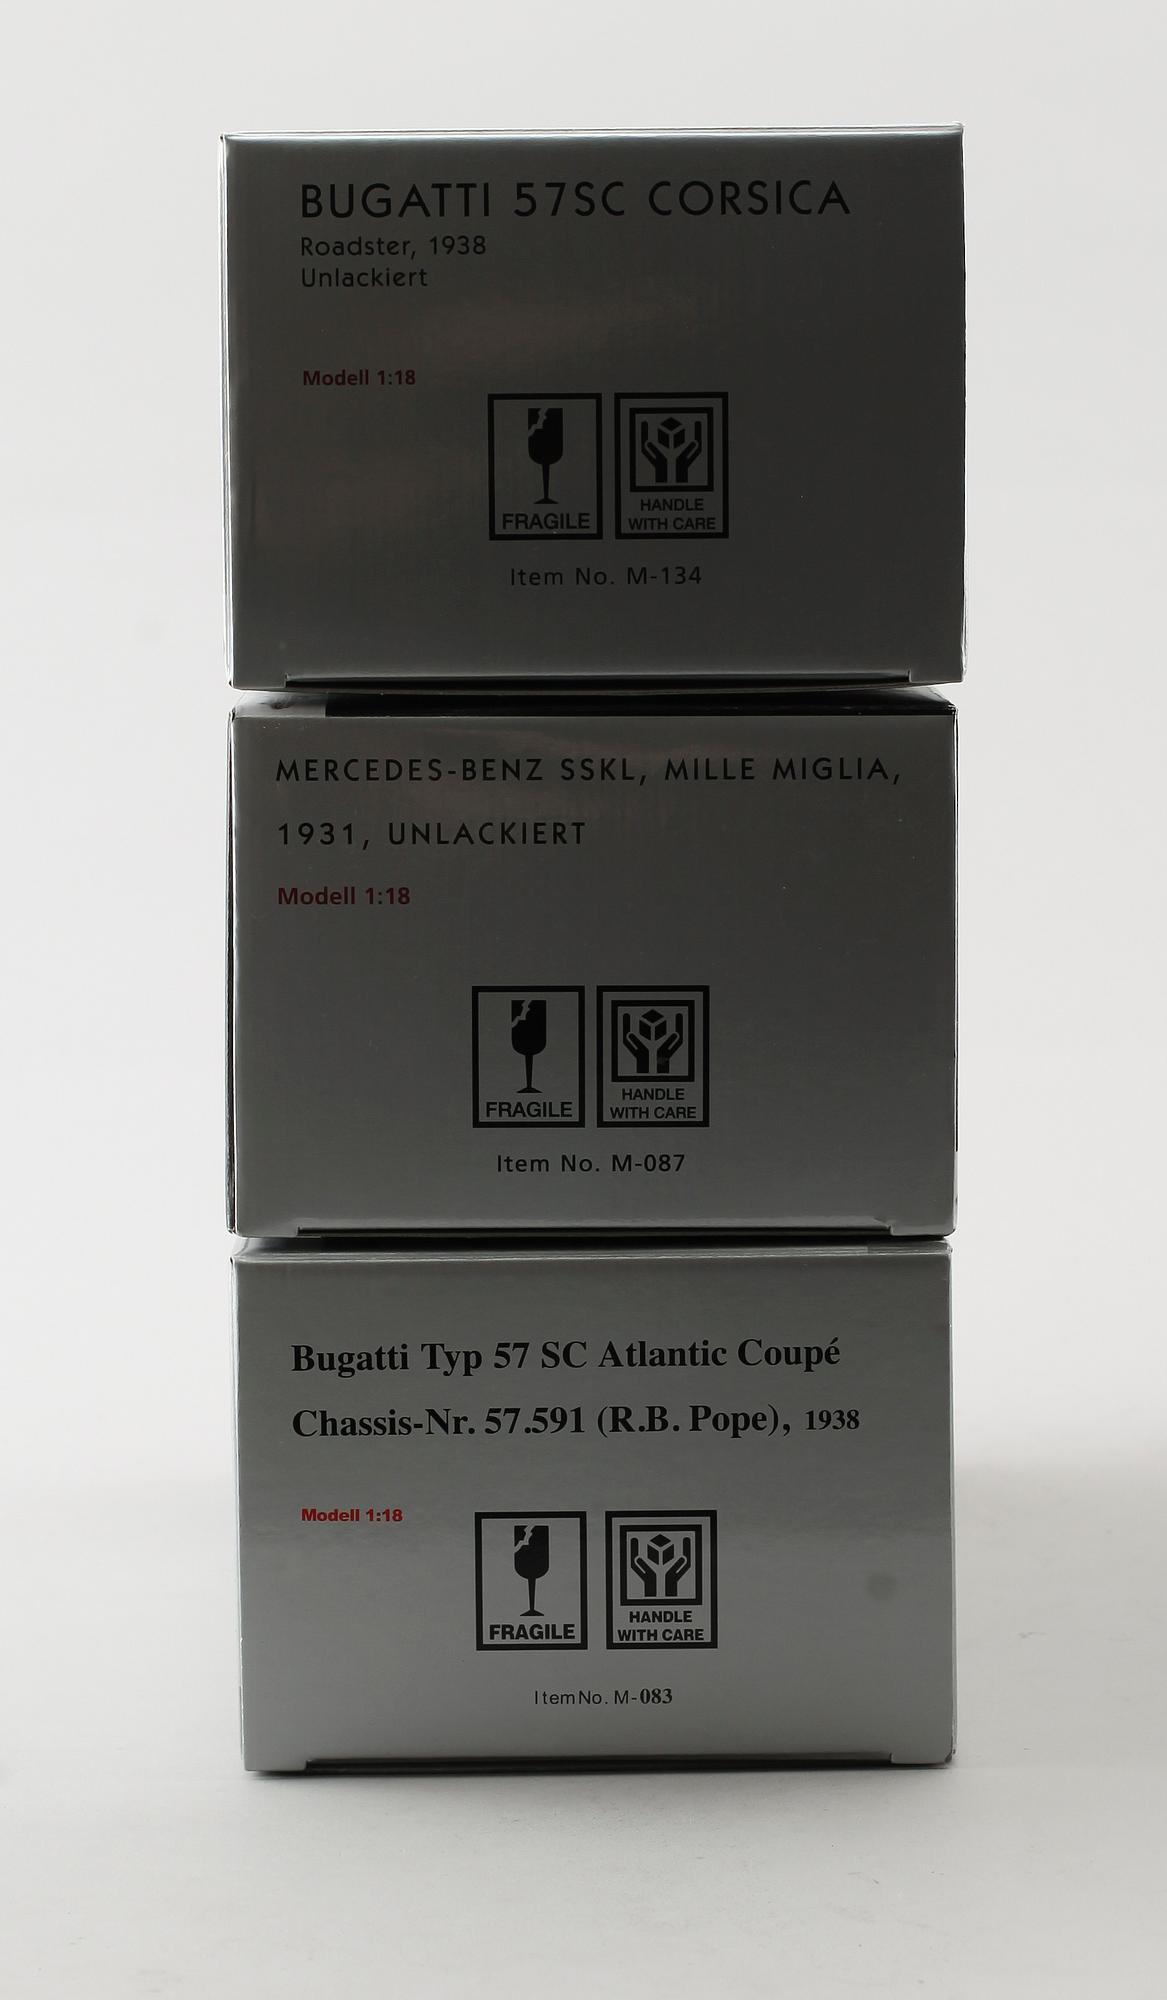 BUGATTI 57SC CORSICA
Roadster, 1938
Unlackiert
Modell 1:18
FRAGILE
HANDLE
WITH CARE
Item No. M-134
MERCEDES-BENZ SSKL, MILLE MIGLIA,
1931, UNLACKIERT
Modell 1:18
FRAGILE
HANDLE
WITH CARE
Item No. M-087
Bugatti Typ 57 SC Atlantic Coupé
Chassis-Nr. 57.591 (R.B. Pope), 1938
Modell 1:18
FRAGILE
HANDLE
WITH CARE
Item No. M-083